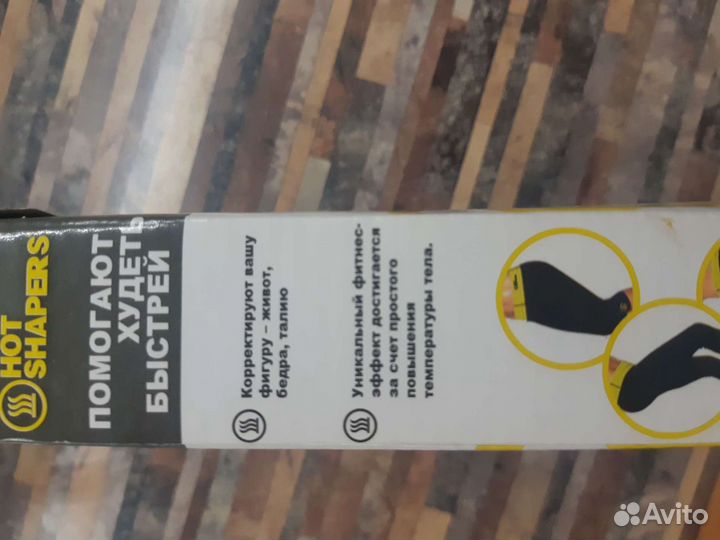 HOT
SHAPERS
ПОМОГАЮТ
ХУДЕТЬ
БЫСТРЕЙ
Корректируют вашу
фигуру – живот,
бедра, талию
Уникальный фитнес-
эффект достигается
за счет простого
повышения
температуры тела.
Avito